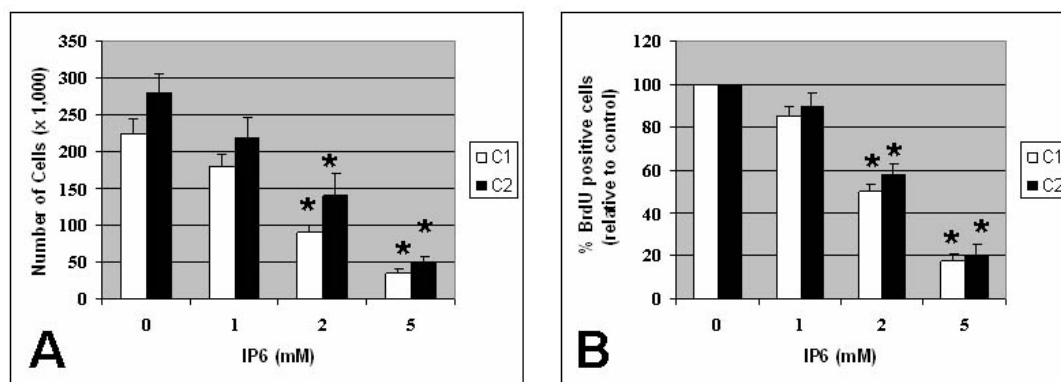 350
300
250
200
150
100
50
0
Number of Cells (x 1,000)
* * * *
0 1 2 5
IP6 (mM)
C1
C2
A
120
100
80
60
40
20
0
% BrdU positive cells
(relative to control)
* * * *
0 1 2 5
IP6 (mM)
C1
C2
B